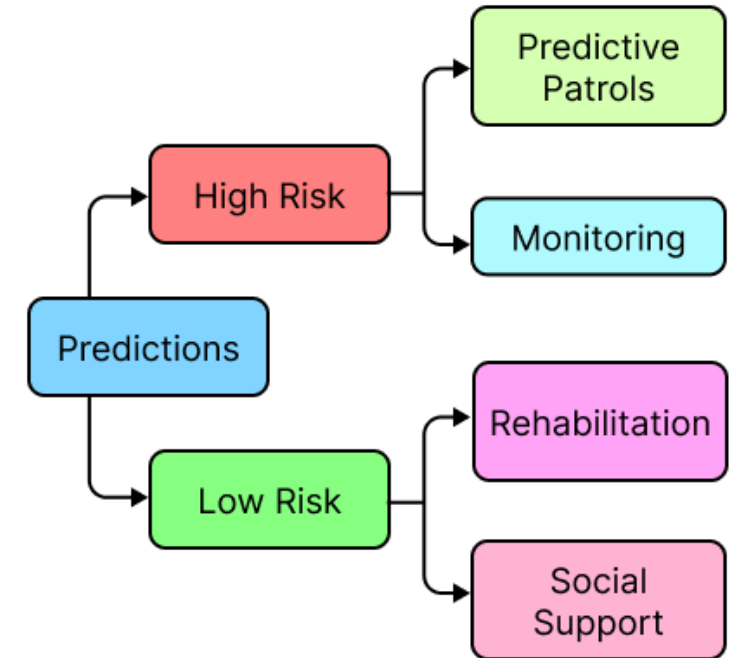 Predictive
Patrols
High Risk
Monitoring
Predictions
Rehabilitation
Low Risk
Social
Support